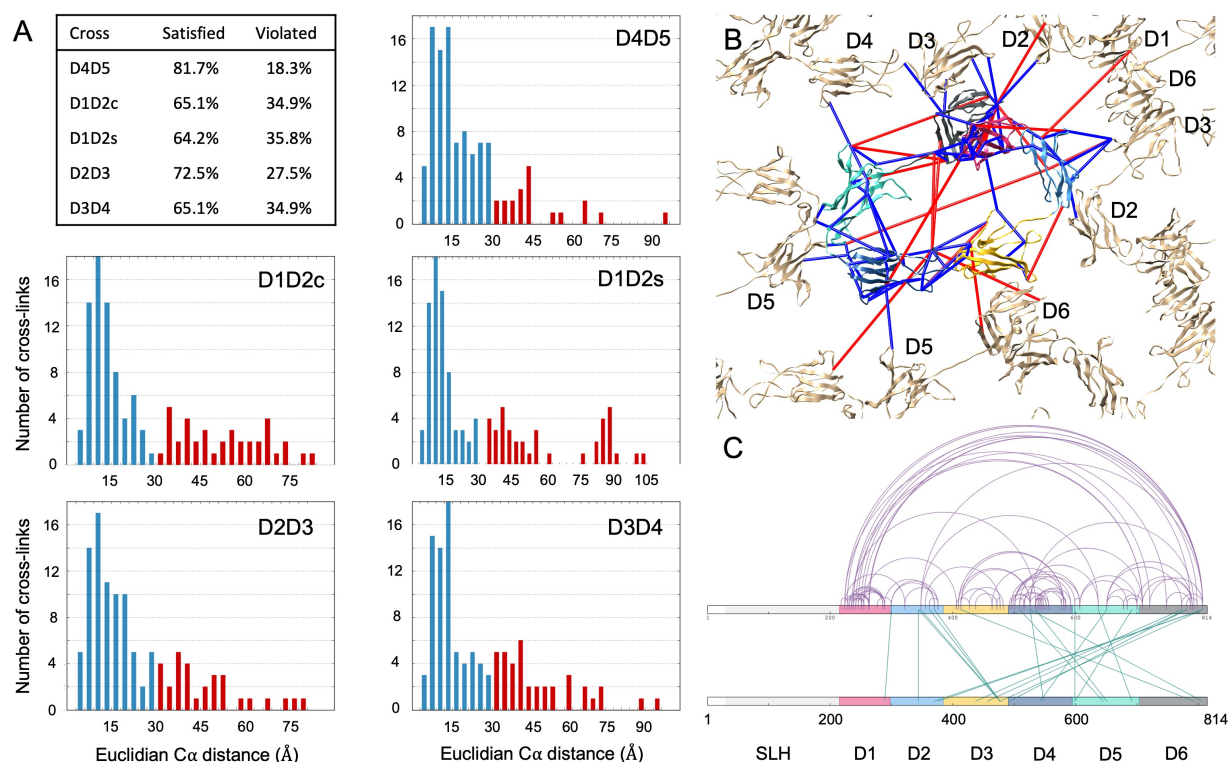 A
Cross Satisfied Violated
D4D5 81.7% 18.3%
D1D2c 65.1% 34.9%
D1D2s 64.2% 35.8%
D2D3 72.5% 27.5%
D3D4 65.1% 34.9%
D4D5
16
12
8
4
0
15 30 45 60 75 90
D1D2c
Number of cross-links
16
12
8
4
0
15 30 45 60 75
D1D2s
16
12
8
4
0
15 30 45 60 75 90 105
D2D3
Number of cross-links
16
12
8
4
0
15 30 45 60 75
Euclidian Cα distance (Å)
D3D4
16
12
8
4
0
15 30 45 60 75 90
Euclidian Cα distance (Å)
B
D4 D3 D2 D1
D6
D3
D2
D5
D6
D5
C
1 200 400 600 814
1 200 400 600 814
SLH D1 D2 D3 D4 D5 D6